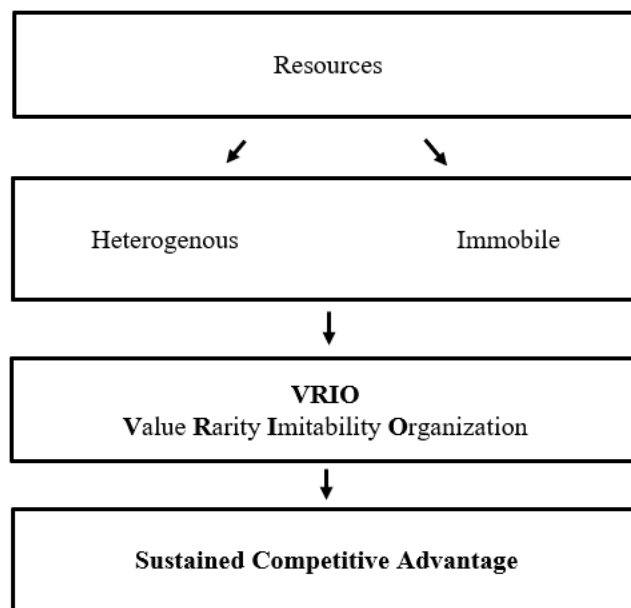 Resources
Heterogenous Immobile
VRIO
Value Rarity Imitability Organization
Sustained Competitive Advantage